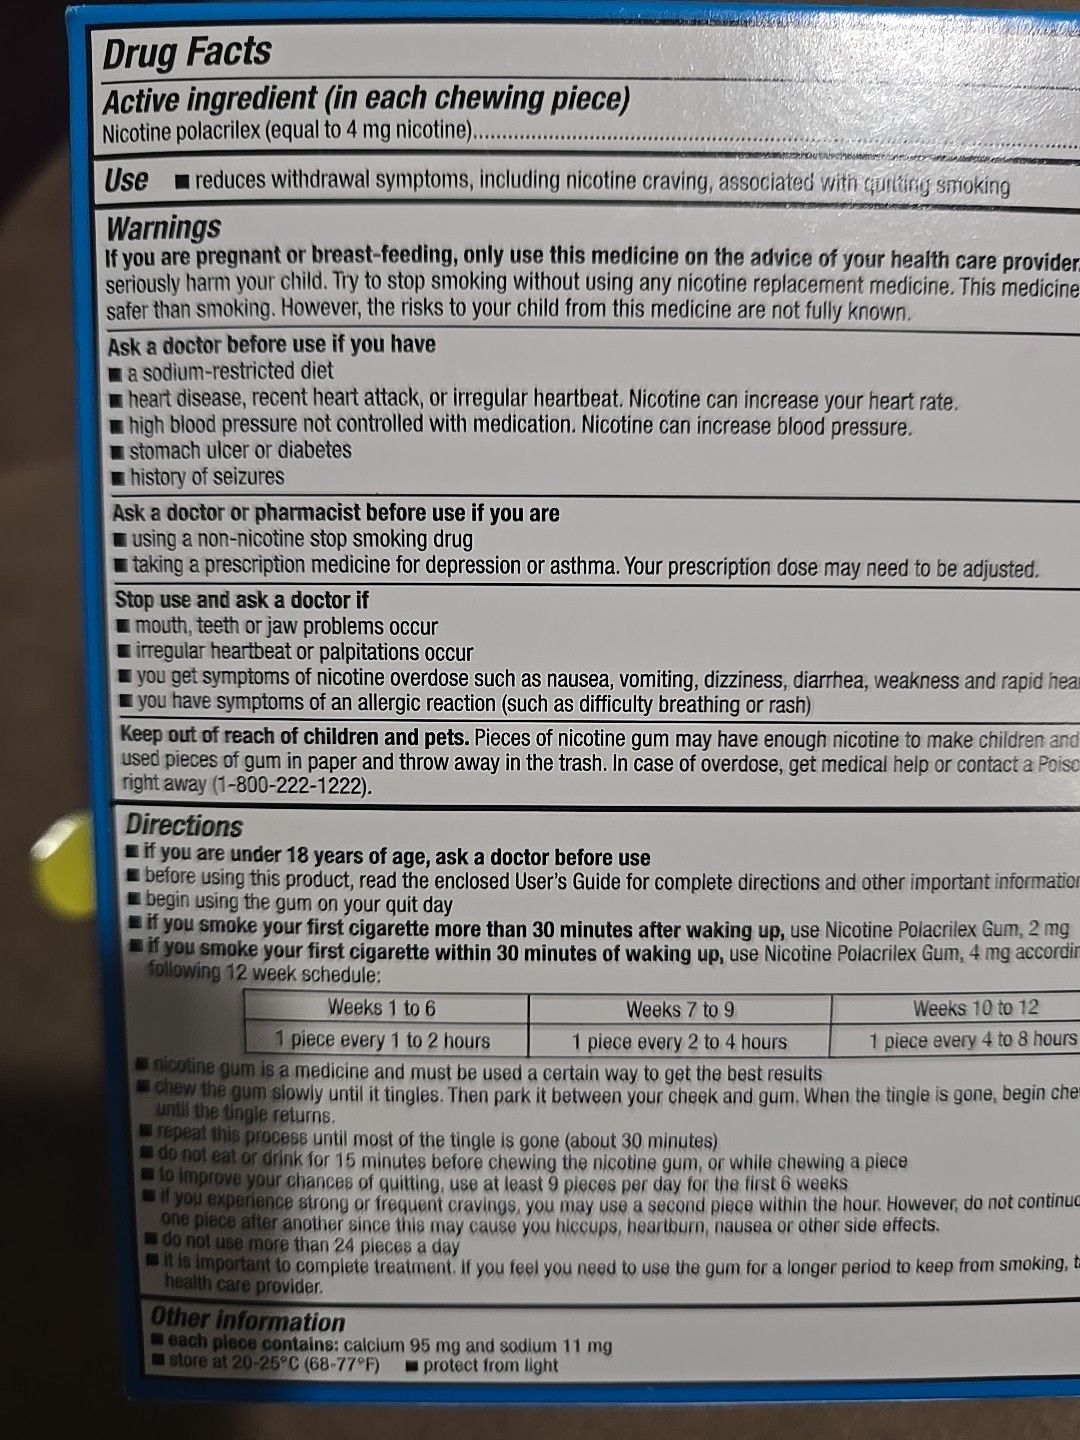 Drug Facts
Active ingredient (in each chewing piece)
Nicotine polacrilex (equal to 4 mg notine)....................................................................
Use ■ reduces withdrawal symptoms, including nicotine craving, associated with quitting smoking
Warnings
If you are pregnant or breast-feeding, only use this medicine on the advice of your health care provider.
seriously harm your child. Try to stop smoking without using any nicotine replacement medicine. This medicine
safer than smoking. However, the risks to your child from this medicine are not fully known.
Ask a doctor before use if you have
■ a sodium-restricted diet
■ heart disease, recent heart attack, or irregular heartbeat. Nicotine can increase your heart rate.
■ high blood pressure not controlled with medication. Nicotine can increase blood pressure.
■ stomach ulcer or diabetes
■ history of seizures
Ask a doctor or pharmacist before use if you are
■ using a non-nicotine stop smoking drug
■ taking a prescription medicine for depression or asthma. Your prescription dose may need to be adjusted.
Stop use and ask a doctor if
■ mouth, teeth or jaw problems occur
■ irregular heartbeat or palpitations occur
■ you get symptoms of nicotine overdose such as nausea, vomiting, dizziness, diarrhea, weakness and rapid hear
■ you have symptoms of an allergic reaction (such as difficulty breathing or rash)
Keep out of reach of children and pets. Pieces of nicotine gum may have enough nicotine to make children and
used pieces of gum in paper and throw away in the trash. In case of overdose, get medical help or contact a Poiso
right away (1-800-222-1222).
Directions
■ if you are under 18 years of age, ask a doctor before use
■ before using this product, read the enclosed User's Guide for complete directions and other important information
■ begin using the gum on your quit day
■ if you smoke your first cigarette more than 30 minutes after waking up, use Nicotine Polacrilex Gum, 2 mg
■ if you smoke your first cigarette within 30 minutes of waking up, use Nicotine Polacrilex Gum, 4 mg accordin
following 12 week schedule:
Weeks 1 to 6 Weeks 7 to 9 Weeks 10 to 12
1 piece every 1 to 2 hours 1 piece every 2 to 4 hours 1 piece every 4 to 8 hours
■ nicotine gum is a medicine and must be used a certain way to get the best results
■ chew the gum slowly until it tingles. Then park it between your cheek and gum. When the tingle is gone, begin che
until the tingle returns.
■ repeat this process until most of the tingle is gone (about 30 minutes)
■ do not eat or drink for 15 minutes before chewing the nicotine gum, or while chewing a piece
■ to improve your chances of quitting, use at least 9 pieces per day for the first 6 weeks
■ if you experience strong or frequent cravings, you may use a second piece within the hour. However, do not continuo
one piece after another since this may cause you hiccups, heartburn, nausea or other side effects.
■ do not use more than 24 pieces a day
■ it is important to complete treatment. If you feel you need to use the gum for a longer period to keep from smoking, ta
health care provider.
Other information
■ each piece contains: calcium 95 mg and sodium 11 mg
■ store at 20-25°C (68-77°F) ■ protect from light